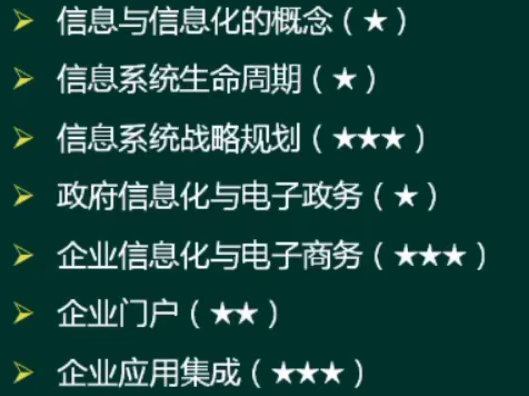 ➢ 信息与信息化的概念（★）
➢ 信息系统生命周期（★）
➢ 信息系统战略规划（★★★）
➢ 政府信息化与电子政务（★）
➢ 企业信息化与电子商务（★★★）
➢ 企业门户（★★）
➢ 企业应用集成（★★★）